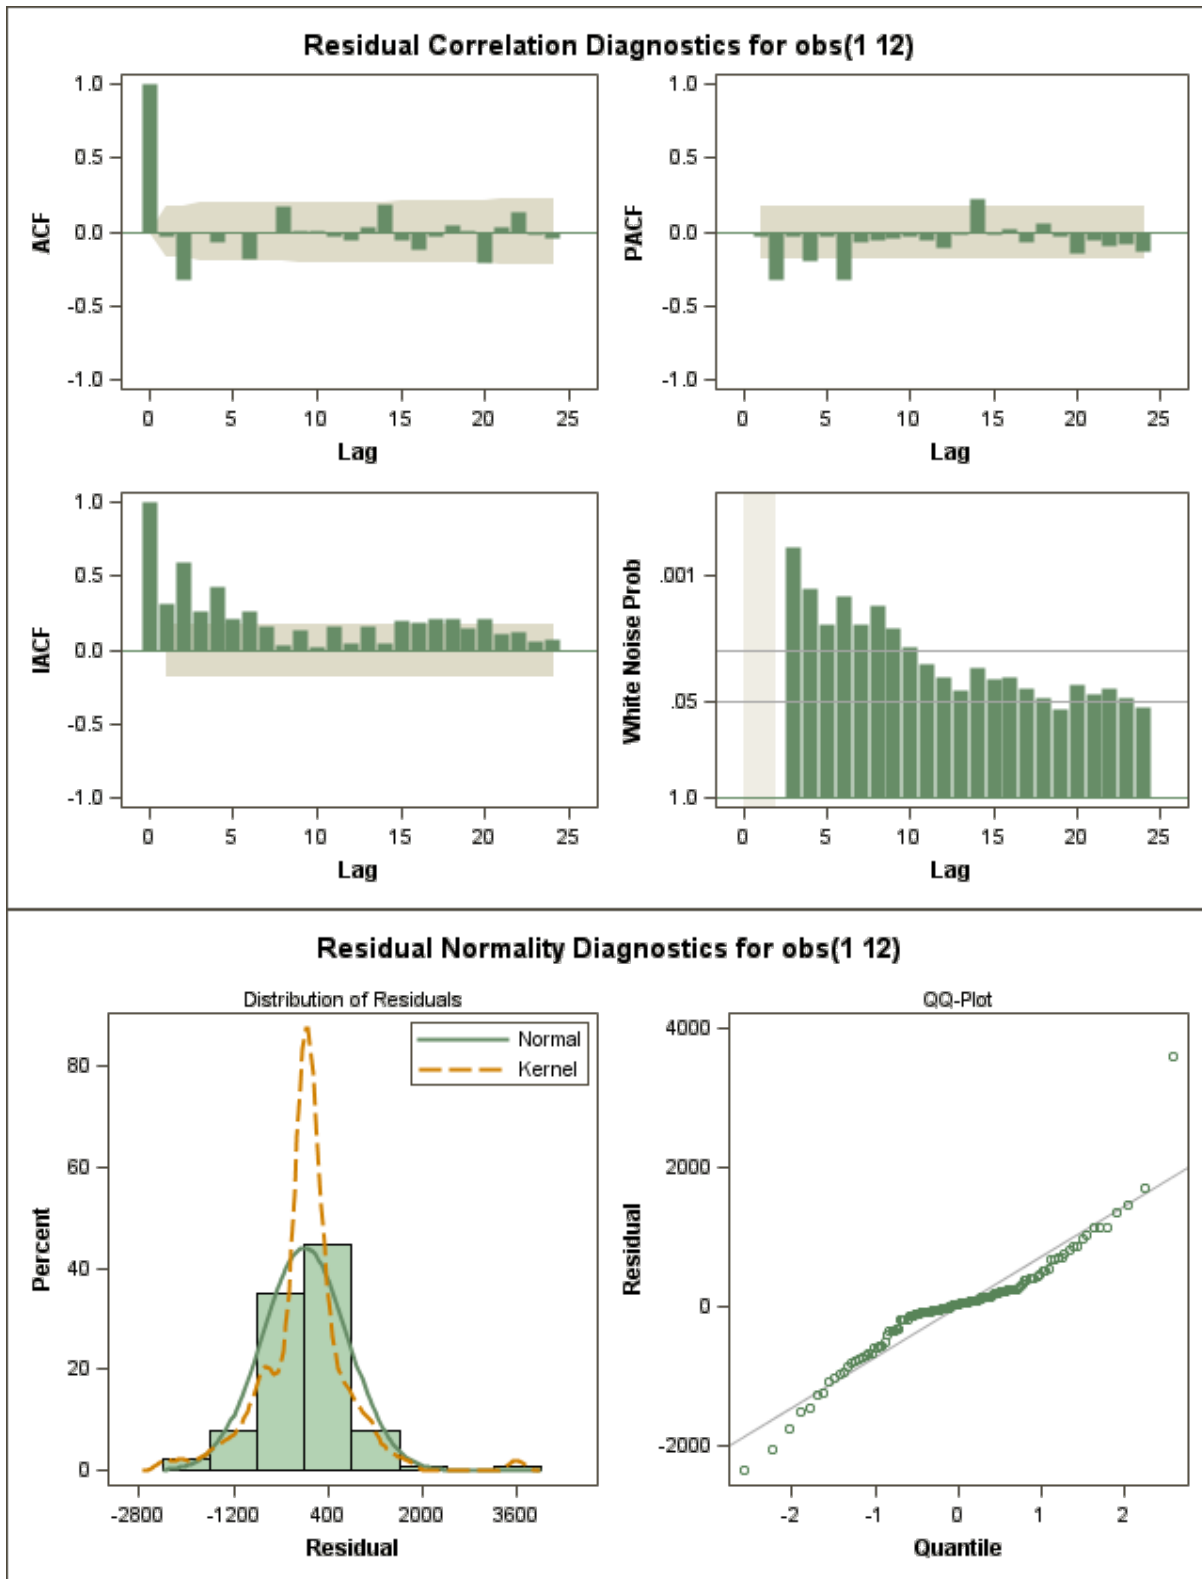 Residual Correlation Diagnostics for obs(1 12)
1.0
0.5
0.0
-0.5
-1.0
ACF
0 5 10 15 20 25
Lag
1.0
0.5
0.0
-0.5
-1.0
PACF
0 5 10 15 20 25
Lag
1.0
0.5
0.0
-0.5
-1.0
IACF
0 5 10 15 20 25
Lag
.001
.05
1.0
White Noise Prob
0 5 10 15 20 25
Lag
Residual Normality Diagnostics for obs(1 12)
Distribution of Residuals
Normal
Kernel
80
60
40
20
0
Percent
-2800 -1200 400 2000 3600
Residual
QQ-Plot
4000
2000
0
-2000
Residual
-2 -1 0 1 2
Quantile